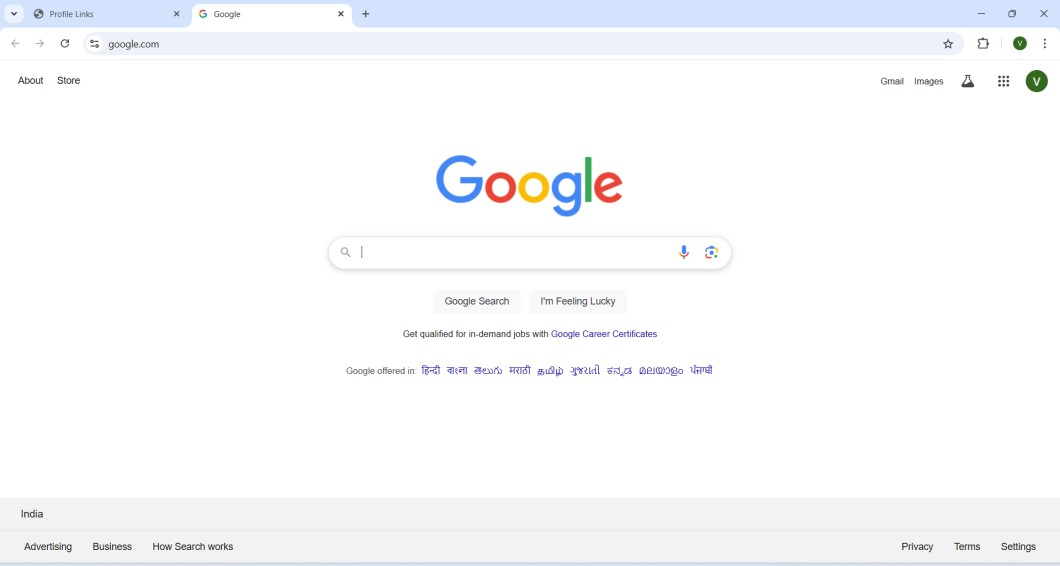 Profile Links
Google
google.com
V
About Store
Gmail Images
V
Google
Google Search I'm Feeling Lucky
Get qualified for in-demand jobs with Google Career Certificates
Google offered in: हिन्दी বাংলা తెలుగు मराठी தமிழ் ગુજરાતી ಕನ್ನಡ മലയാളം ਪੰਜਾਬੀ
India
Advertising Business How Search works
Privacy Terms Settings